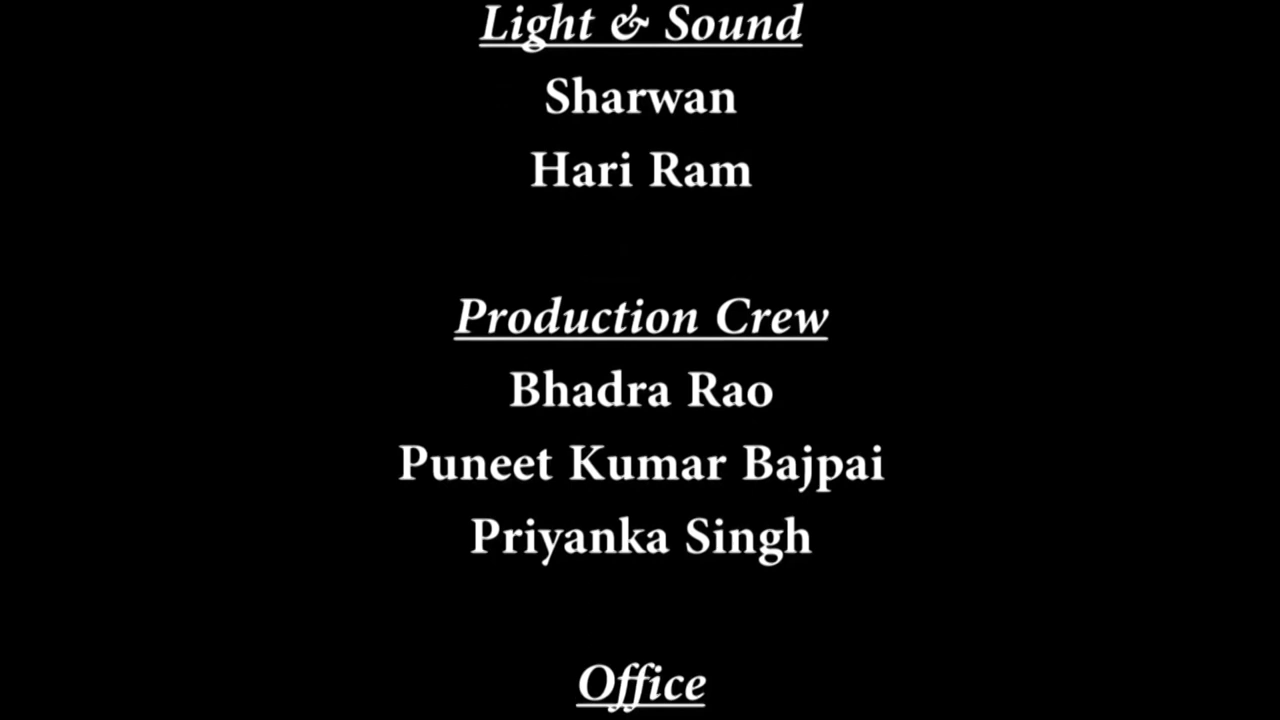 Light & Sound
Sharwan
Hari Ram
Production Crew
Bhadra Rao
Puneet Kumar Bajpai
Priyanka Singh
Office